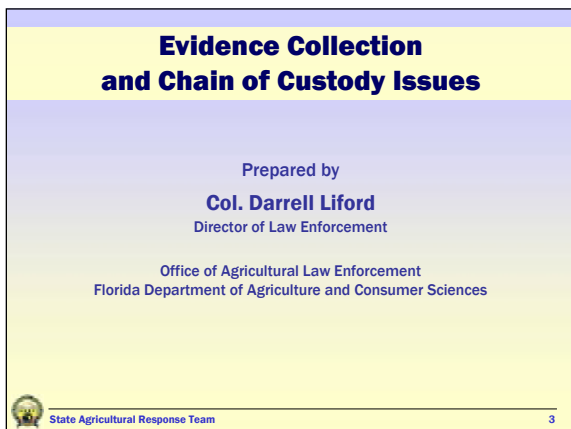 Evidence Collection
and Chain of Custody Issues
Prepared by
Col. Darrell Liford
Director of Law Enforcement
Office of Agricultural Law Enforcement
Florida Department of Agriculture and Consumer Sciences
State Agricultural Response Team 3